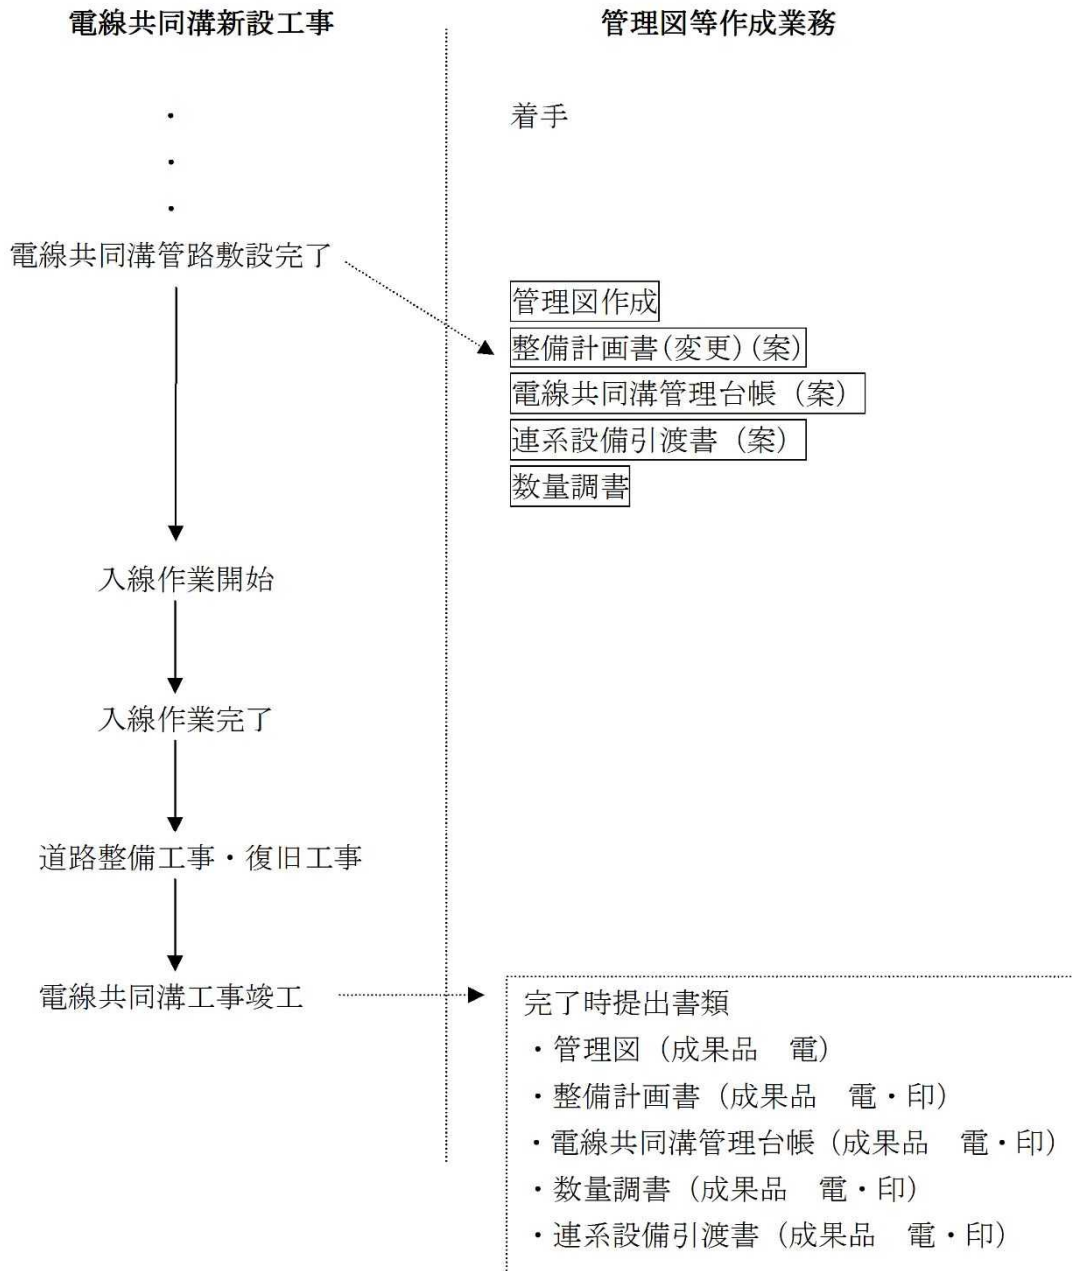 電線共同溝新設工事
管理図等作成業務
・
・
・
着手
電線共同溝管路敷設完了
管理図作成
整備計画書(変更)(案)
電線共同溝管理台帳（案）
連系設備引渡書（案）
数量調書
入線作業開始
入線作業完了
道路整備工事・復旧工事
電線共同溝工事竣工
完了時提出書類
・管理図（成果品　電）
・整備計画書（成果品　電・印）
・電線共同溝管理台帳（成果品　電・印）
・数量調書（成果品　電・印）
・連系設備引渡書（成果品　電・印）